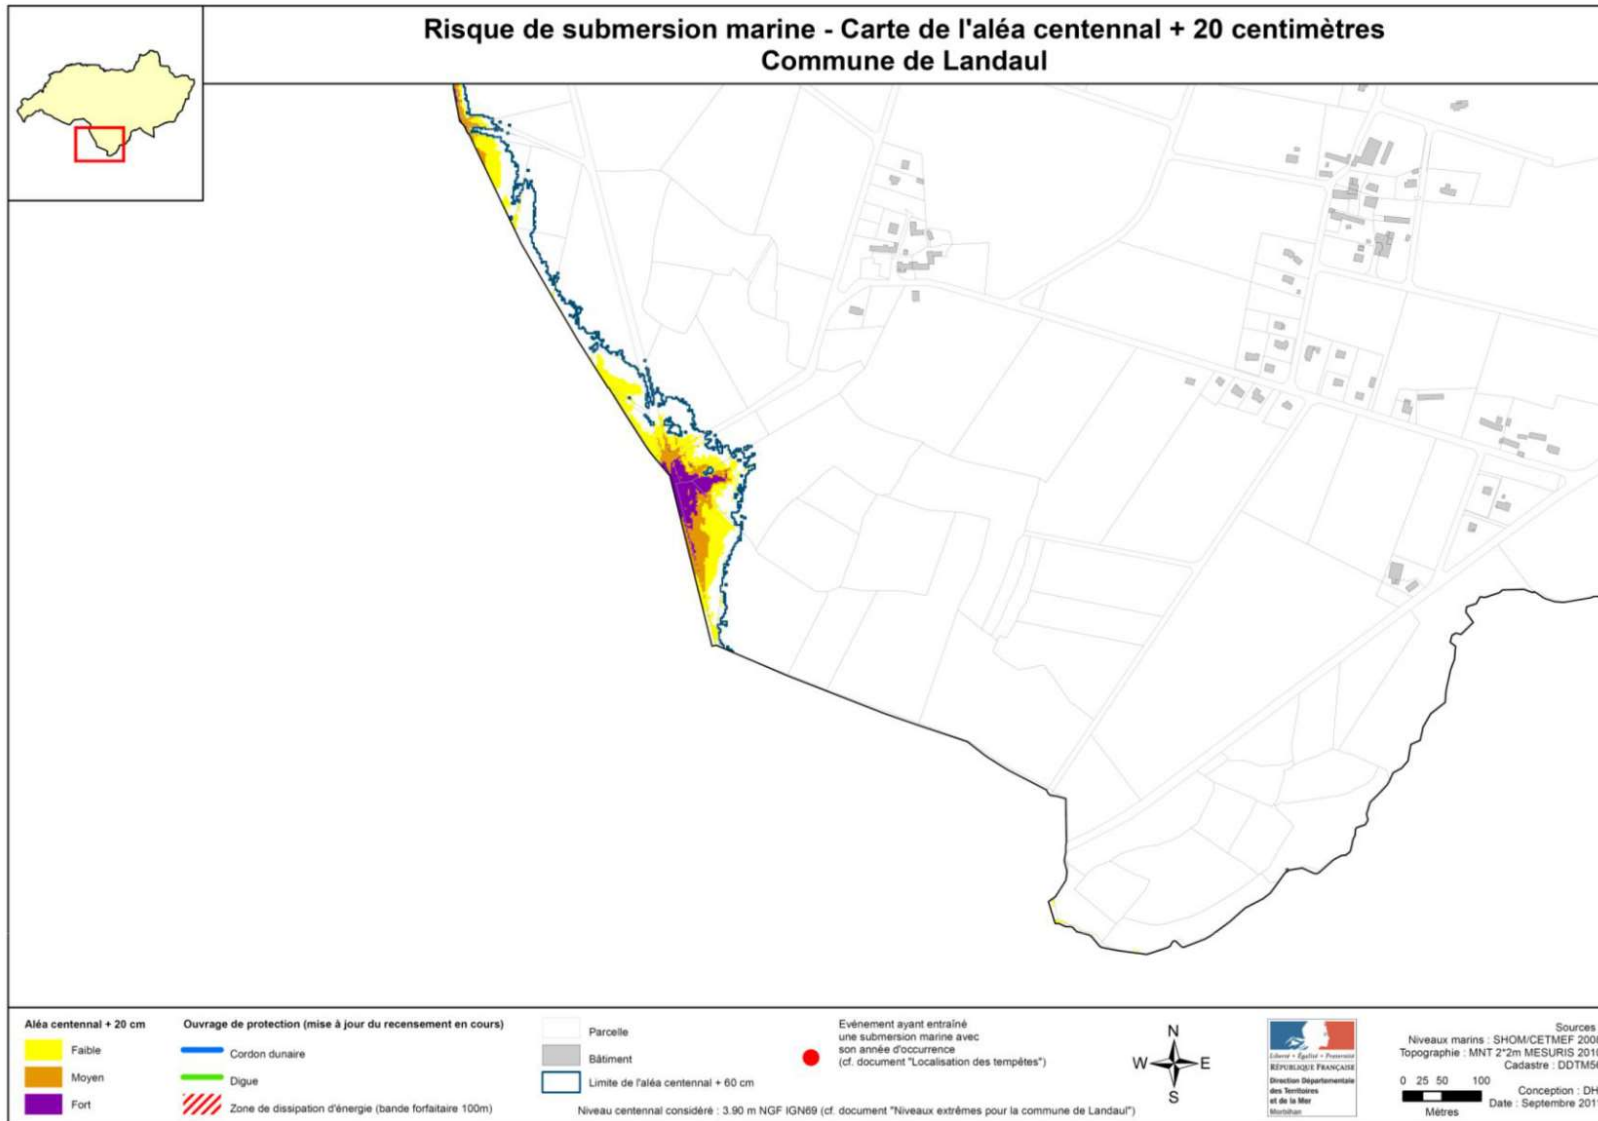 Risque de submersion marine - Carte de l'aléa centennal + 20 centimètres
Commune de Landaul
Aléa centennal + 20 cm
Faible
Moyen
Fort
Ouvrage de protection (mise à jour du recensement en cours)
Cordon dunaire
Digue
Zone de dissipation d'énergie (bande forfaitaire 100m)
Parcelle
Bâtiment
Limite de l'aléa centennal + 60 cm
Evénement ayant entraîné
une submersion marine avec
son année d'occurrence
(cf. document "Localisation des tempêtes")
Niveau centennal considéré : 3.90 m NGF IGN69 (cf. document "Niveaux extrêmes pour la commune de Landaul")
N
W E
S
Liberté • Égalité • Fraternité
RÉPUBLIQUE FRANÇAISE
Direction Départementale
des Territoires
et de la Mer
Morbihan
Sources
Niveaux marins : SHOM/CETMEF
Topographie : MNT 2*2m MESURIS
Cadastre :
0 25 50 100
Mètres
Conception :
Date : Septembre